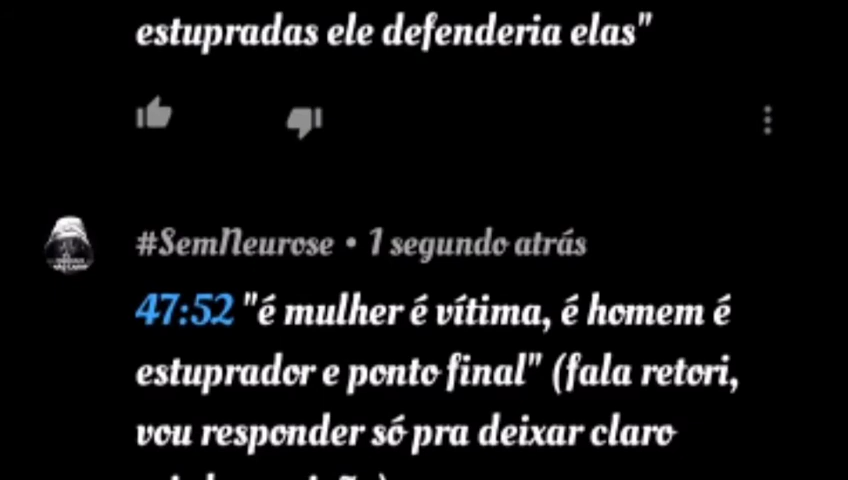 estupradas ele defenderia elas"
#SemNeurose • 1 segundo atrás
47:52 "é mulher é vítima, é homem é
estuprador e ponto final" (fala retori,
vou responder só pra deixar claro